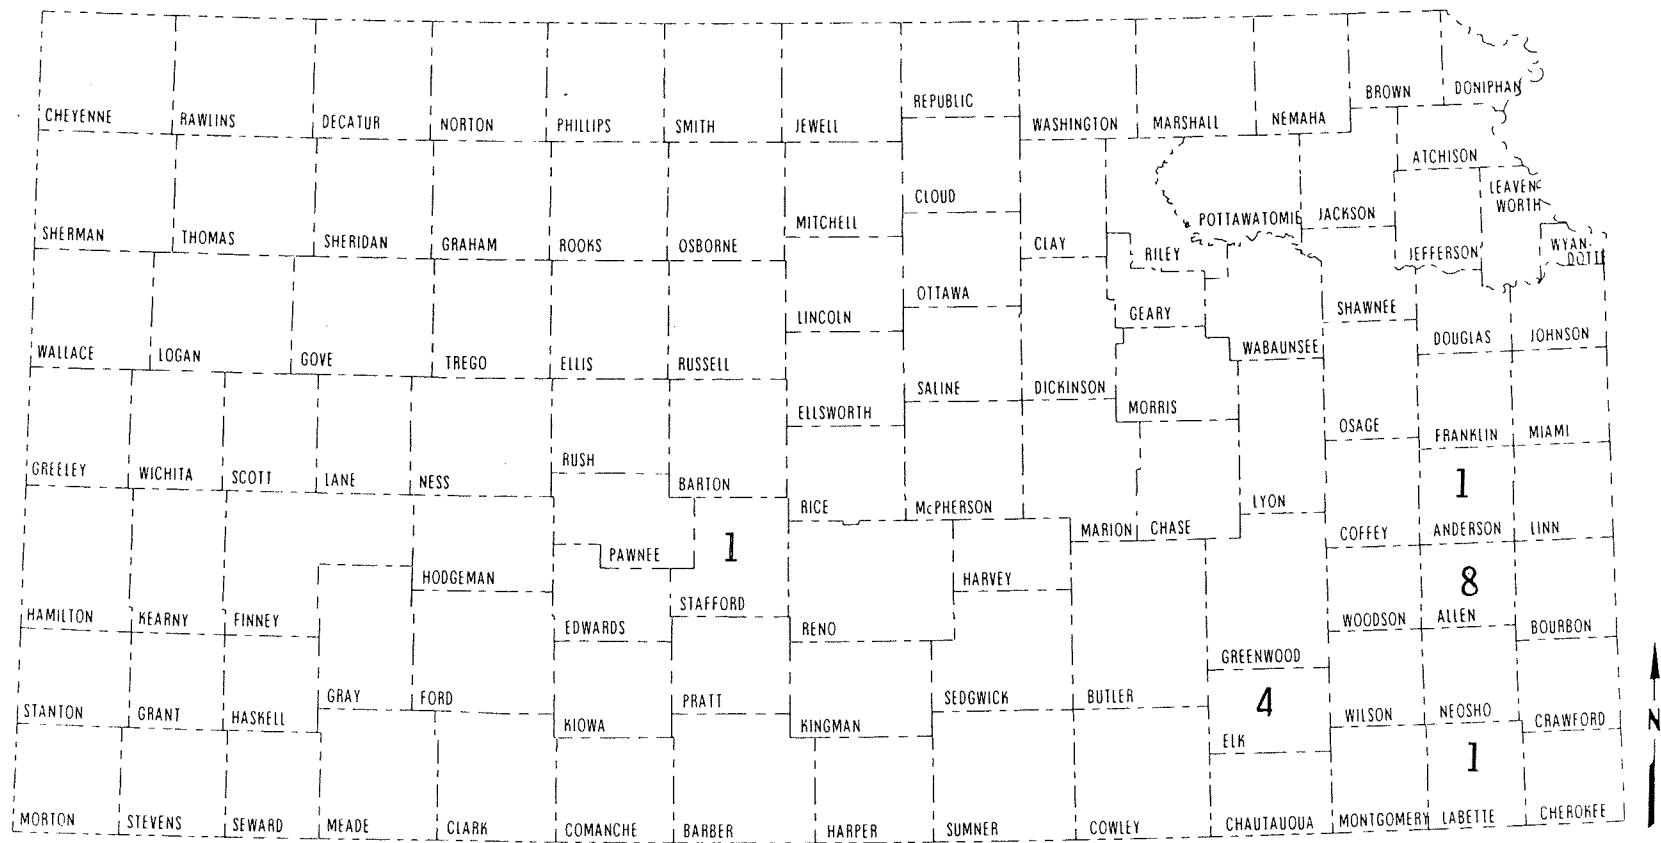 REPUBLIC
BROWN
DONIPHAN
CHEYENNE
RAWLINS
DECATUR
NORTON
PHILLIPS
SMITH
JEWELL
WASHINGTON
MARSHALL
NEMAHA
ATCHISON
CLOUD
LEAVEN-
WORTH
MITCHELL
POTTAWATOMIE
JACKSON
SHERMAN
THOMAS
SHERIDAN
GRAHAM
ROOKS
OSBORNE
CLAY
RILEY
JEFFERSON
WYAN-
DOTTE
OTTAWA
LINCOLN
GEARY
SHAWNEE
WALLACE
LOGAN
GOVE
TREGO
ELLIS
RUSSELL
WABAUNSEE
DOUGLAS
JOHNSON
SALINE
DICKINSON
ELLSWORTH
MORRIS
OSAGE
FRANKLIN
MIAMI
GREELEY
WICHITA
SCOTT
LANE
NESS
RUSH
BARTON
1
RICE
McPHERSON
LYON
MARION
CHASE
COFFEY
ANDERSON
LINN
PAWNEE
1
HODGEMAN
HARVEY
8
HAMILTON
KEARNY
FINNEY
STAFFORD
EDWARDS
RENO
WOODSON
ALLEN
BOURBON
GREENWOOD
STANTON
GRANT
HASKELL
GRAY
FORD
KIOWA
PRATT
KINGMAN
SEDGWICK
BUTLER
4
ELK
WILSON
NEOSHO
CRAWFORD
N
1
MORTON
STEVENS
SEWARD
MEADE
CLARK
COMANCHE
BARBER
HARPER
SUMNER
COWLEY
CHAUTAUQUA
MONTGOMERY
LABETTE
CHEROKEE